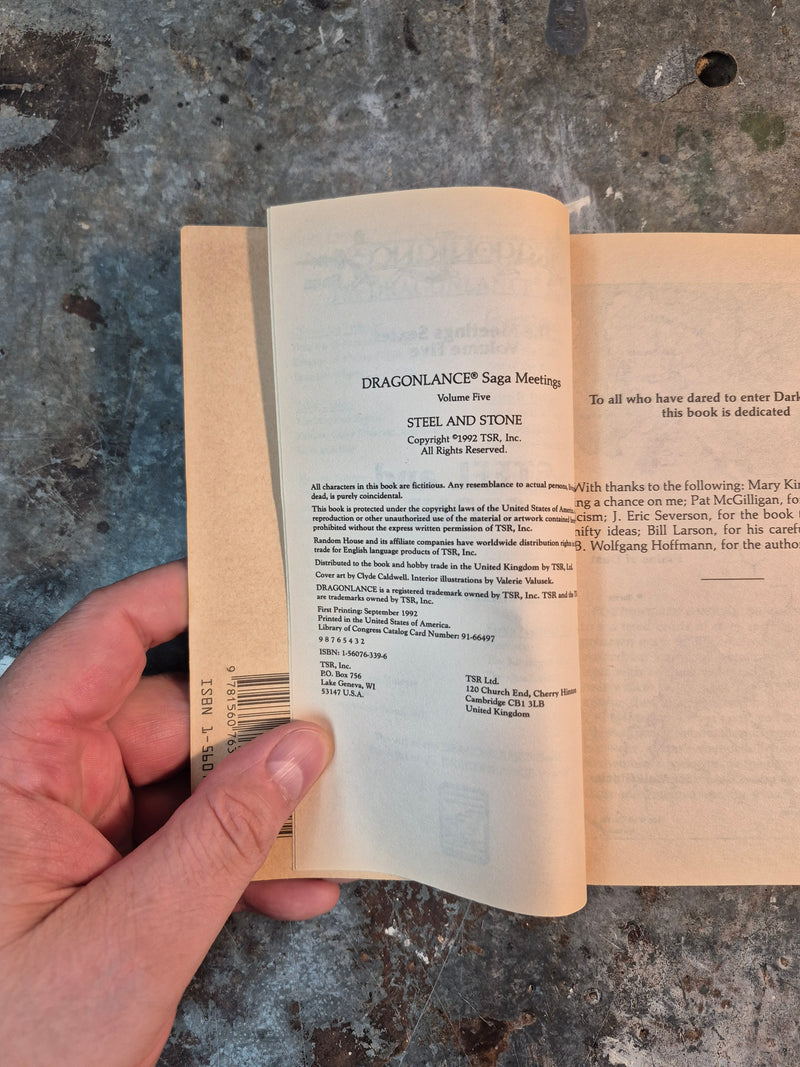 DRAGONLANCE® Saga Meetings
Volume Five
STEEL AND STONE
Copyright ©1992 TSR, Inc.
All Rights Reserved.
All characters in this book are fictitious. Any resemblance to actual persons,
dead, is purely coincidental.
This book is protected under the copyright laws of the United States of America.
reproduction or other unauthorized use of the material or artwork contained
prohibited without the express written permission of TSR, Inc.
Random House and its affiliate companies have worldwide distribution rights
trade for English language products of TSR, Inc.
Distributed to the book and hobby trade in the United Kingdom by TSR, Ltd.
Cover art by Clyde Caldwell. Interior illustrations by Valerie Valusek.
DRAGONLANCE is a registered trademark owned by TSR, Inc. TSR and the
are trademarks owned by TSR, Inc.
First Printing: September 1992
Printed in the United States of America.
Library of Congress Catalog Card Number: 91-66497
9 8 7 6 5 4 3 2
ISBN: 1-56076-339-6
TSR, Inc.
P.O. Box 756
Lake Geneva, WI
53147 U.S.A.
TSR Ltd.
120 Church End, Cherry Hinton
Cambridge CB1 3LB
United Kingdom
To all who have dared to enter Dark
this book is dedicated
With thanks to the following: Mary Kir
ing a chance on me; Pat McGilligan, fo
cism; J. Eric Severson, for the book
nifty ideas; Bill Larson, for his caref
B. Wolfgang Hoffmann, for the autho
ISBN 1-560
9 781560 763